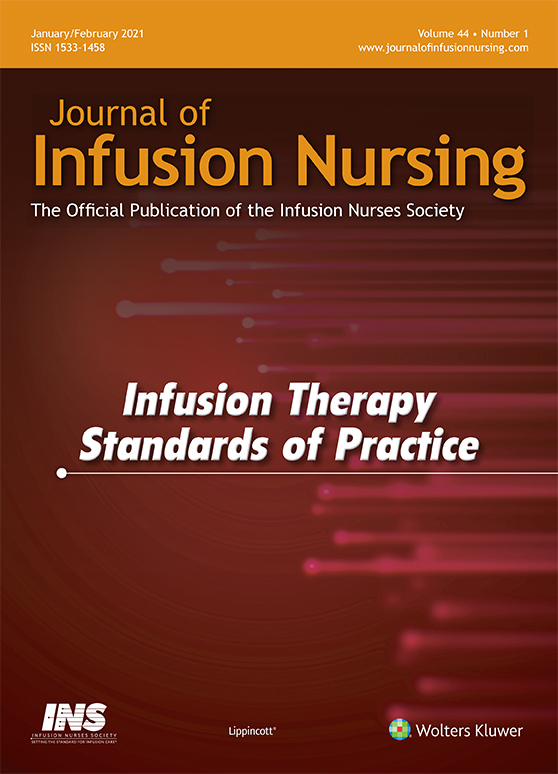 January/February 2021
ISSN 1533-1458
Volume 44 • Number 1
www.journalofinfusionnursing.com
Journal of
Infusion Nursing
The Official Publication of the Infusion Nurses Society
Infusion Therapy
Standards of Practice
INS
INFUSION NURSES SOCIETY
SETTING THE STANDARD FOR INFUSION CARE®
Lippincott®
Wolters Kluwer